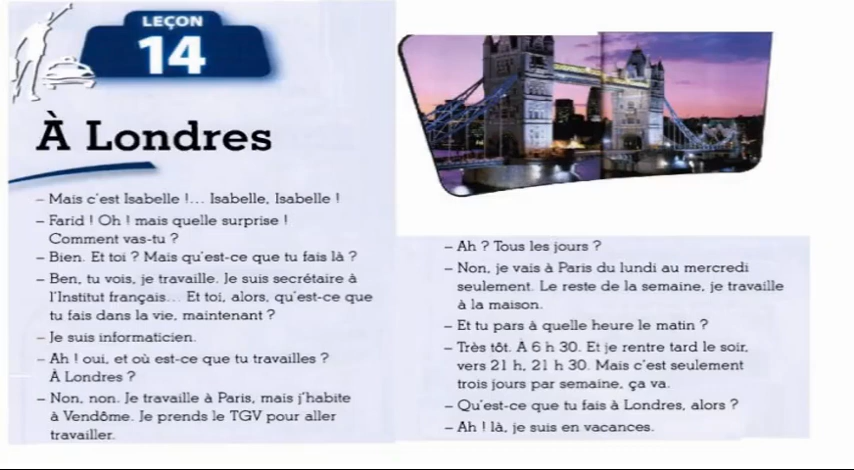 LEÇON
14
À Londres
– Mais c'est Isabelle !... Isabelle, Isabelle !
– Farid ! Oh ! mais quelle surprise !
Comment vas-tu ?
– Bien. Et toi ? Mais qu'est-ce que tu fais là ?
– Ben, tu vois, je travaille. Je suis secrétaire à
l'Institut français... Et toi, alors, qu'est-ce que
tu fais dans la vie, maintenant ?
– Je suis informaticien.
– Ah ! oui, et où est-ce que tu travailles ?
À Londres ?
– Non, non. Je travaille à Paris, mais j'habite
à Vendôme. Je prends le TGV pour aller
travailler.
– Ah ? Tous les jours ?
– Non, je vais à Paris du lundi au mercredi
seulement. Le reste de la semaine, je travaille
à la maison.
– Et tu pars à quelle heure le matin ?
– Très tôt. À 6 h 30. Et je rentre tard le soir,
vers 21 h, 21 h 30. Mais c'est seulement
trois jours par semaine, ça va.
– Qu'est-ce que tu fais à Londres, alors ?
– Ah ! là, je suis en vacances.